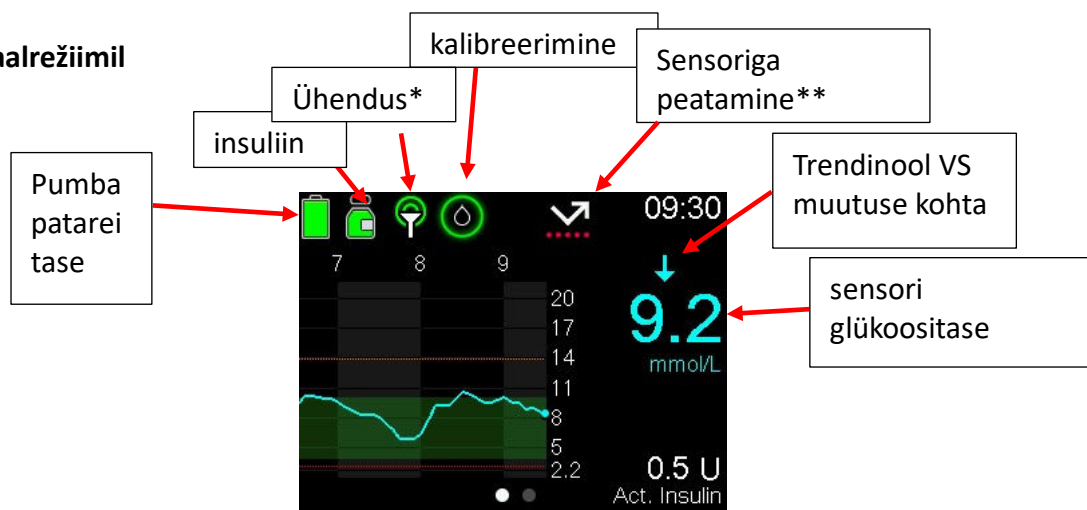 alrežiimil
kalibreerimine
Sensoriga
peatamine**
Ühendus*
insuliin
Pumba
patarei
tase
Trendinool VS
muutuse kohta
sensori
glükoositase
09:30
7 8 9
9.2
mmol/L
20
17
14
11
8
5
2.2
0.5 U
Act. Insulin